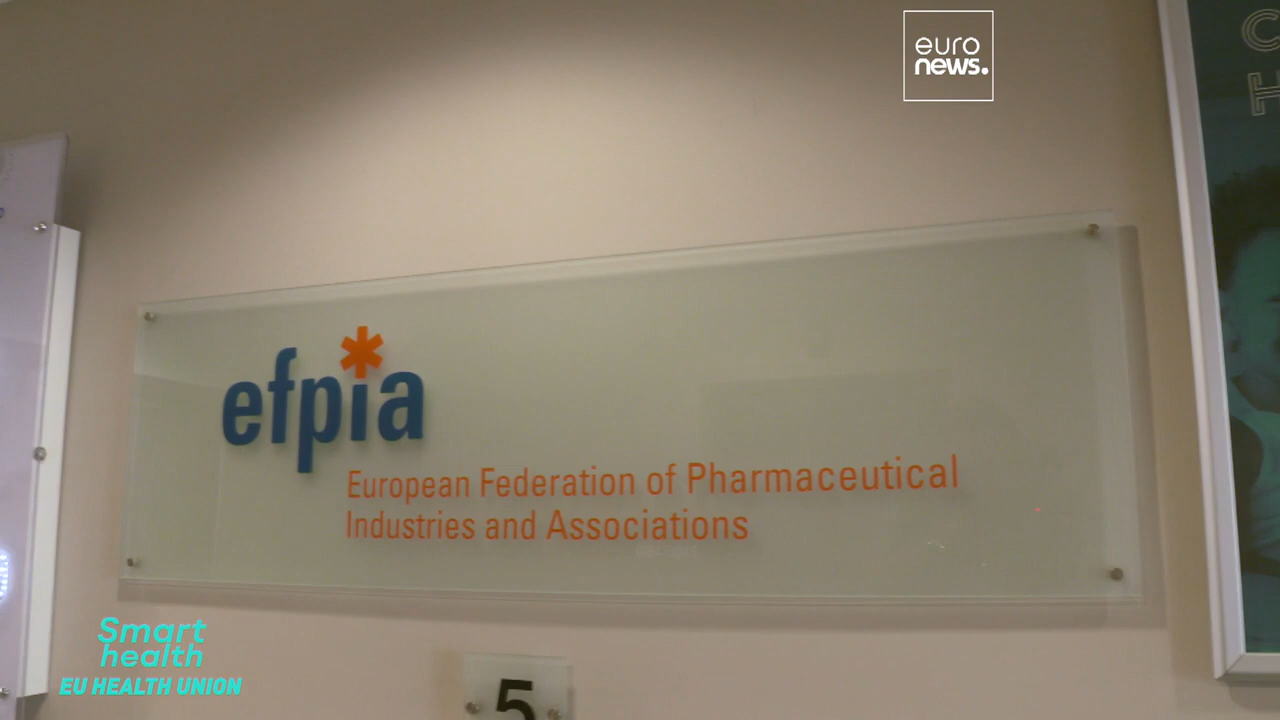 euro
news.
efpia
European Federation of Pharmaceutical
Industries and Associations
Smart
health
EU HEALTH UNION
5